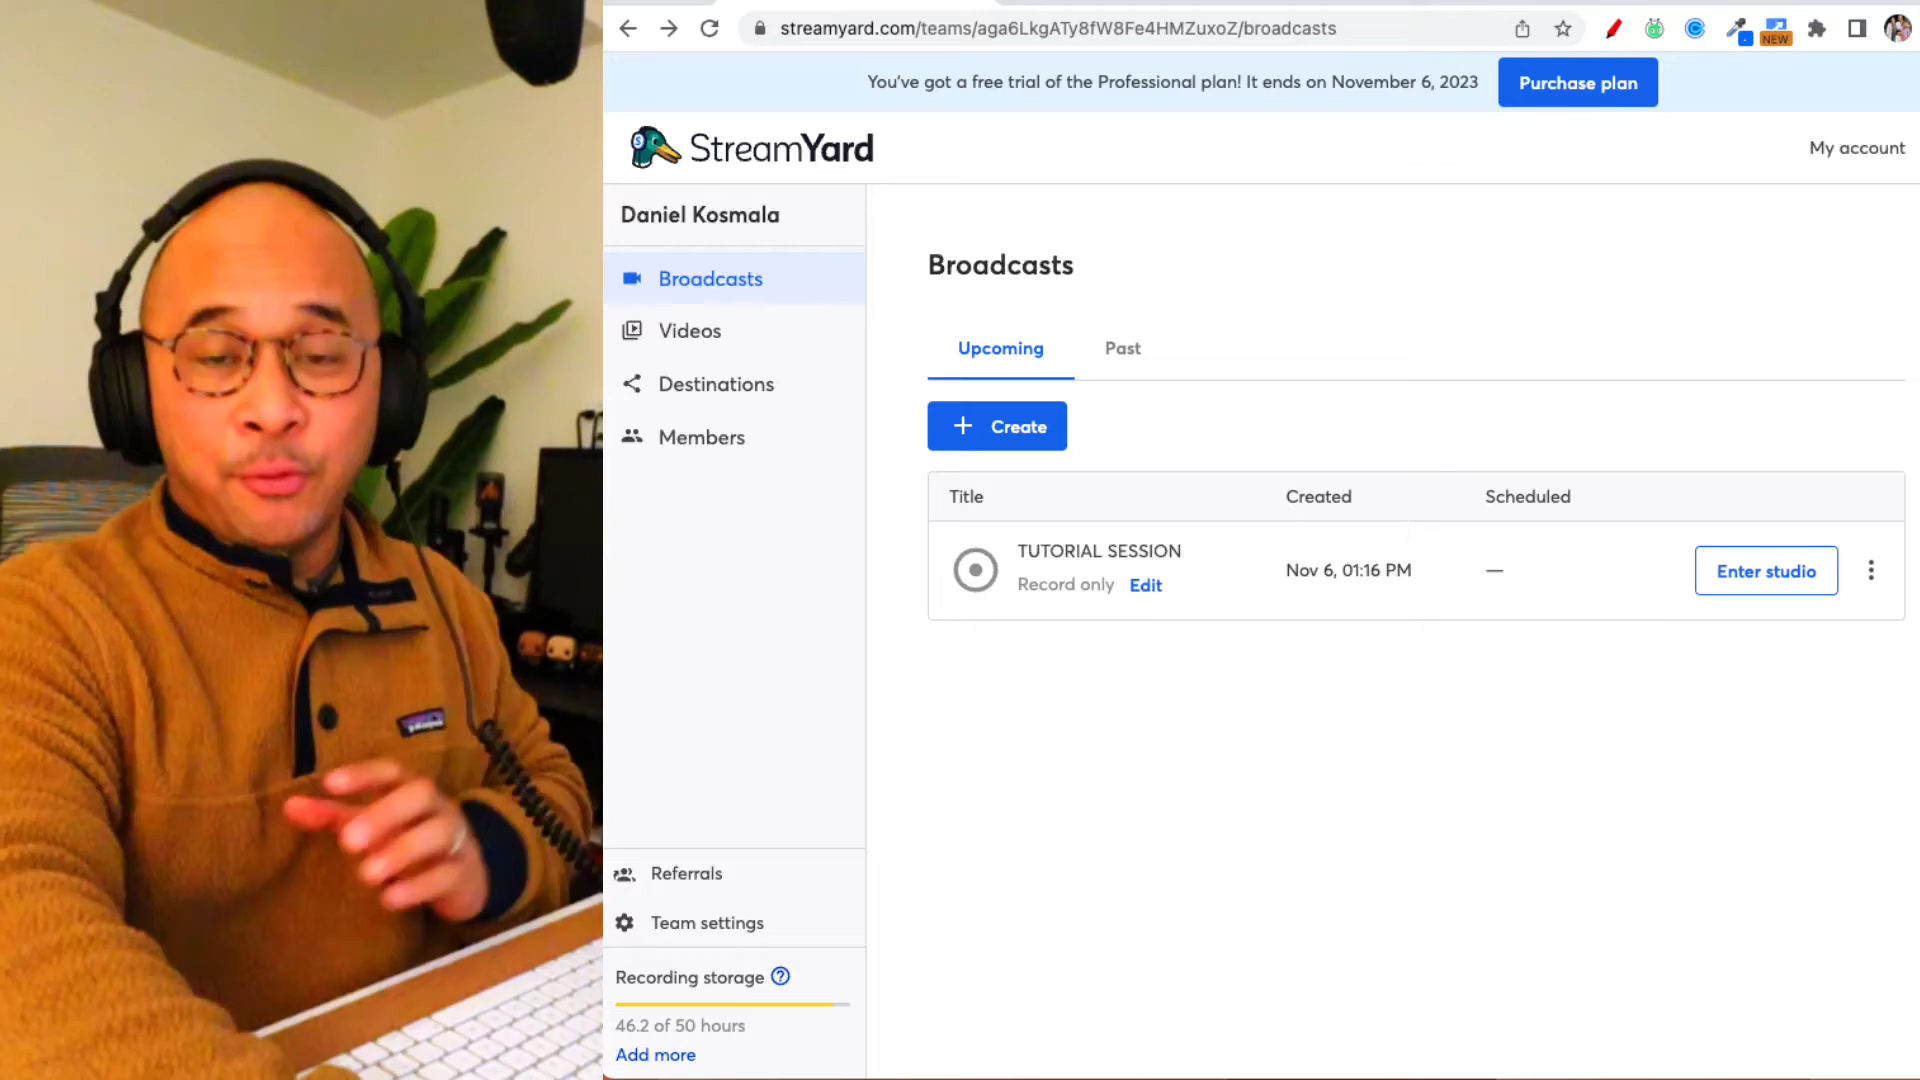 streamyard.com/teams/aga6LkgATy8fW8Fe4HMZuxoZ/broadcasts
NEW
You've got a free trial of the Professional plan! It ends on November 6, 2023
Purchase plan
StreamYard
My account
Daniel Kosmala
Broadcasts
Videos
Destinations
Members
Referrals
Team settings
Recording storage
46.2 of 50 hours
Add more
Broadcasts
Upcoming
Past
+ Create
Title
Created
Scheduled
TUTORIAL SESSION
Record only
Edit
Nov 6, 01:16 PM
—
Enter studio
patagonia